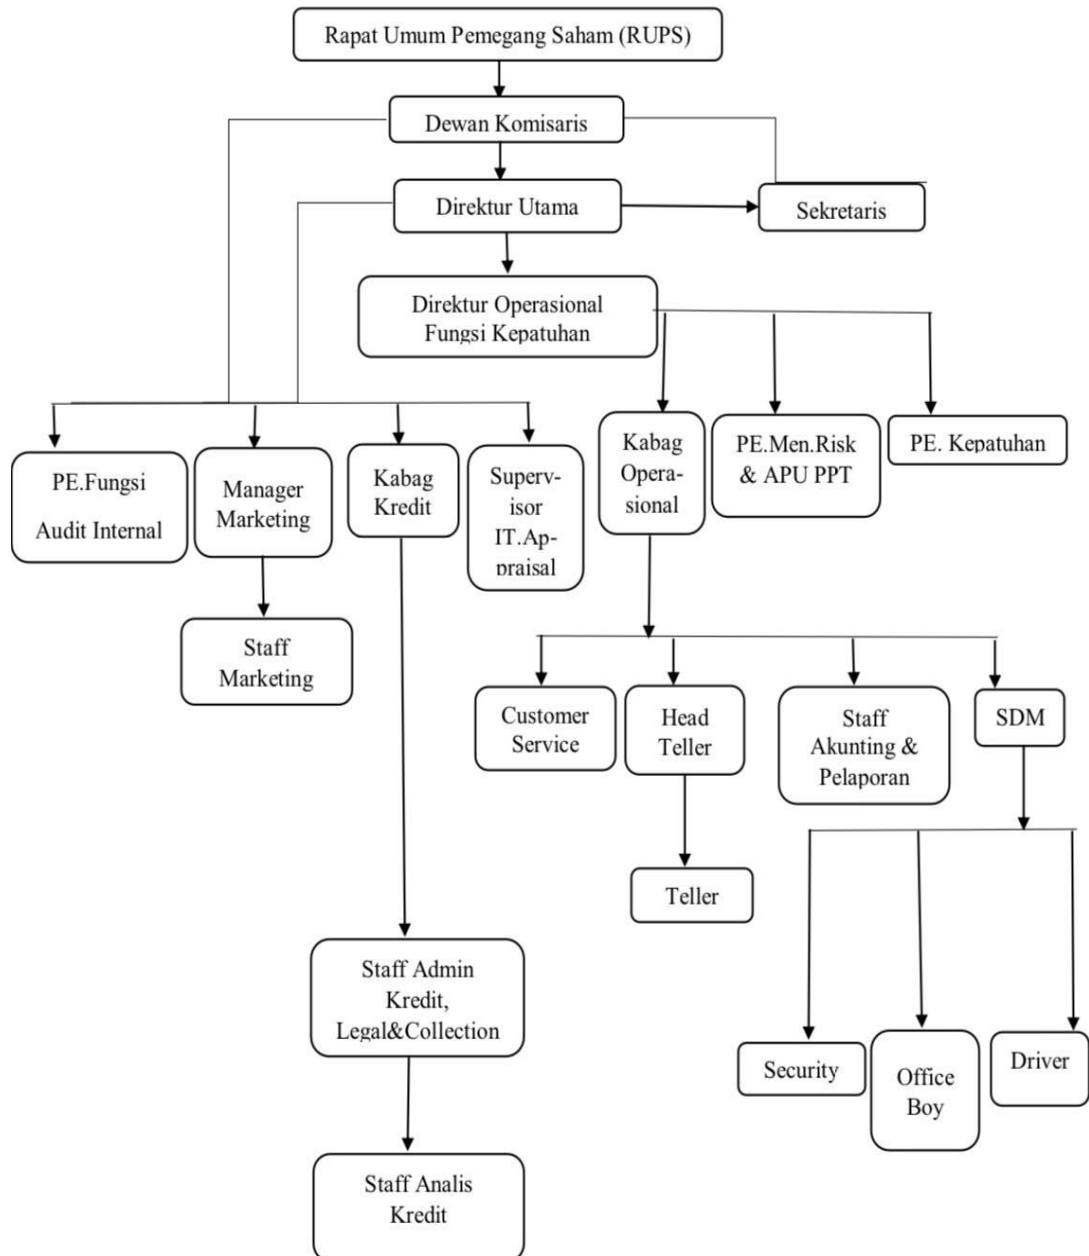 Rapat Umum Pemegang Saham (RUPS)
Dewan Komisaris
Direktur Utama
Sekretaris
Direktur Operasional
Fungsi Kepatuhan
PE.Fungsi
Audit Internal
Manager
Marketing
Kabag
Kredit
Superv-
isor
IT.Ap-
praisal
Kabag
Opera-
sional
PE.Men.Risk
& APU PPT
PE. Kepatuhan
Staff
Marketing
Customer
Service
Head
Teller
Staff
Akunting &
Pelaporan
SDM
Teller
Staff Admin
Kredit,
Legal&Collection
Security
Office
Boy
Driver
Staff Analis
Kredit